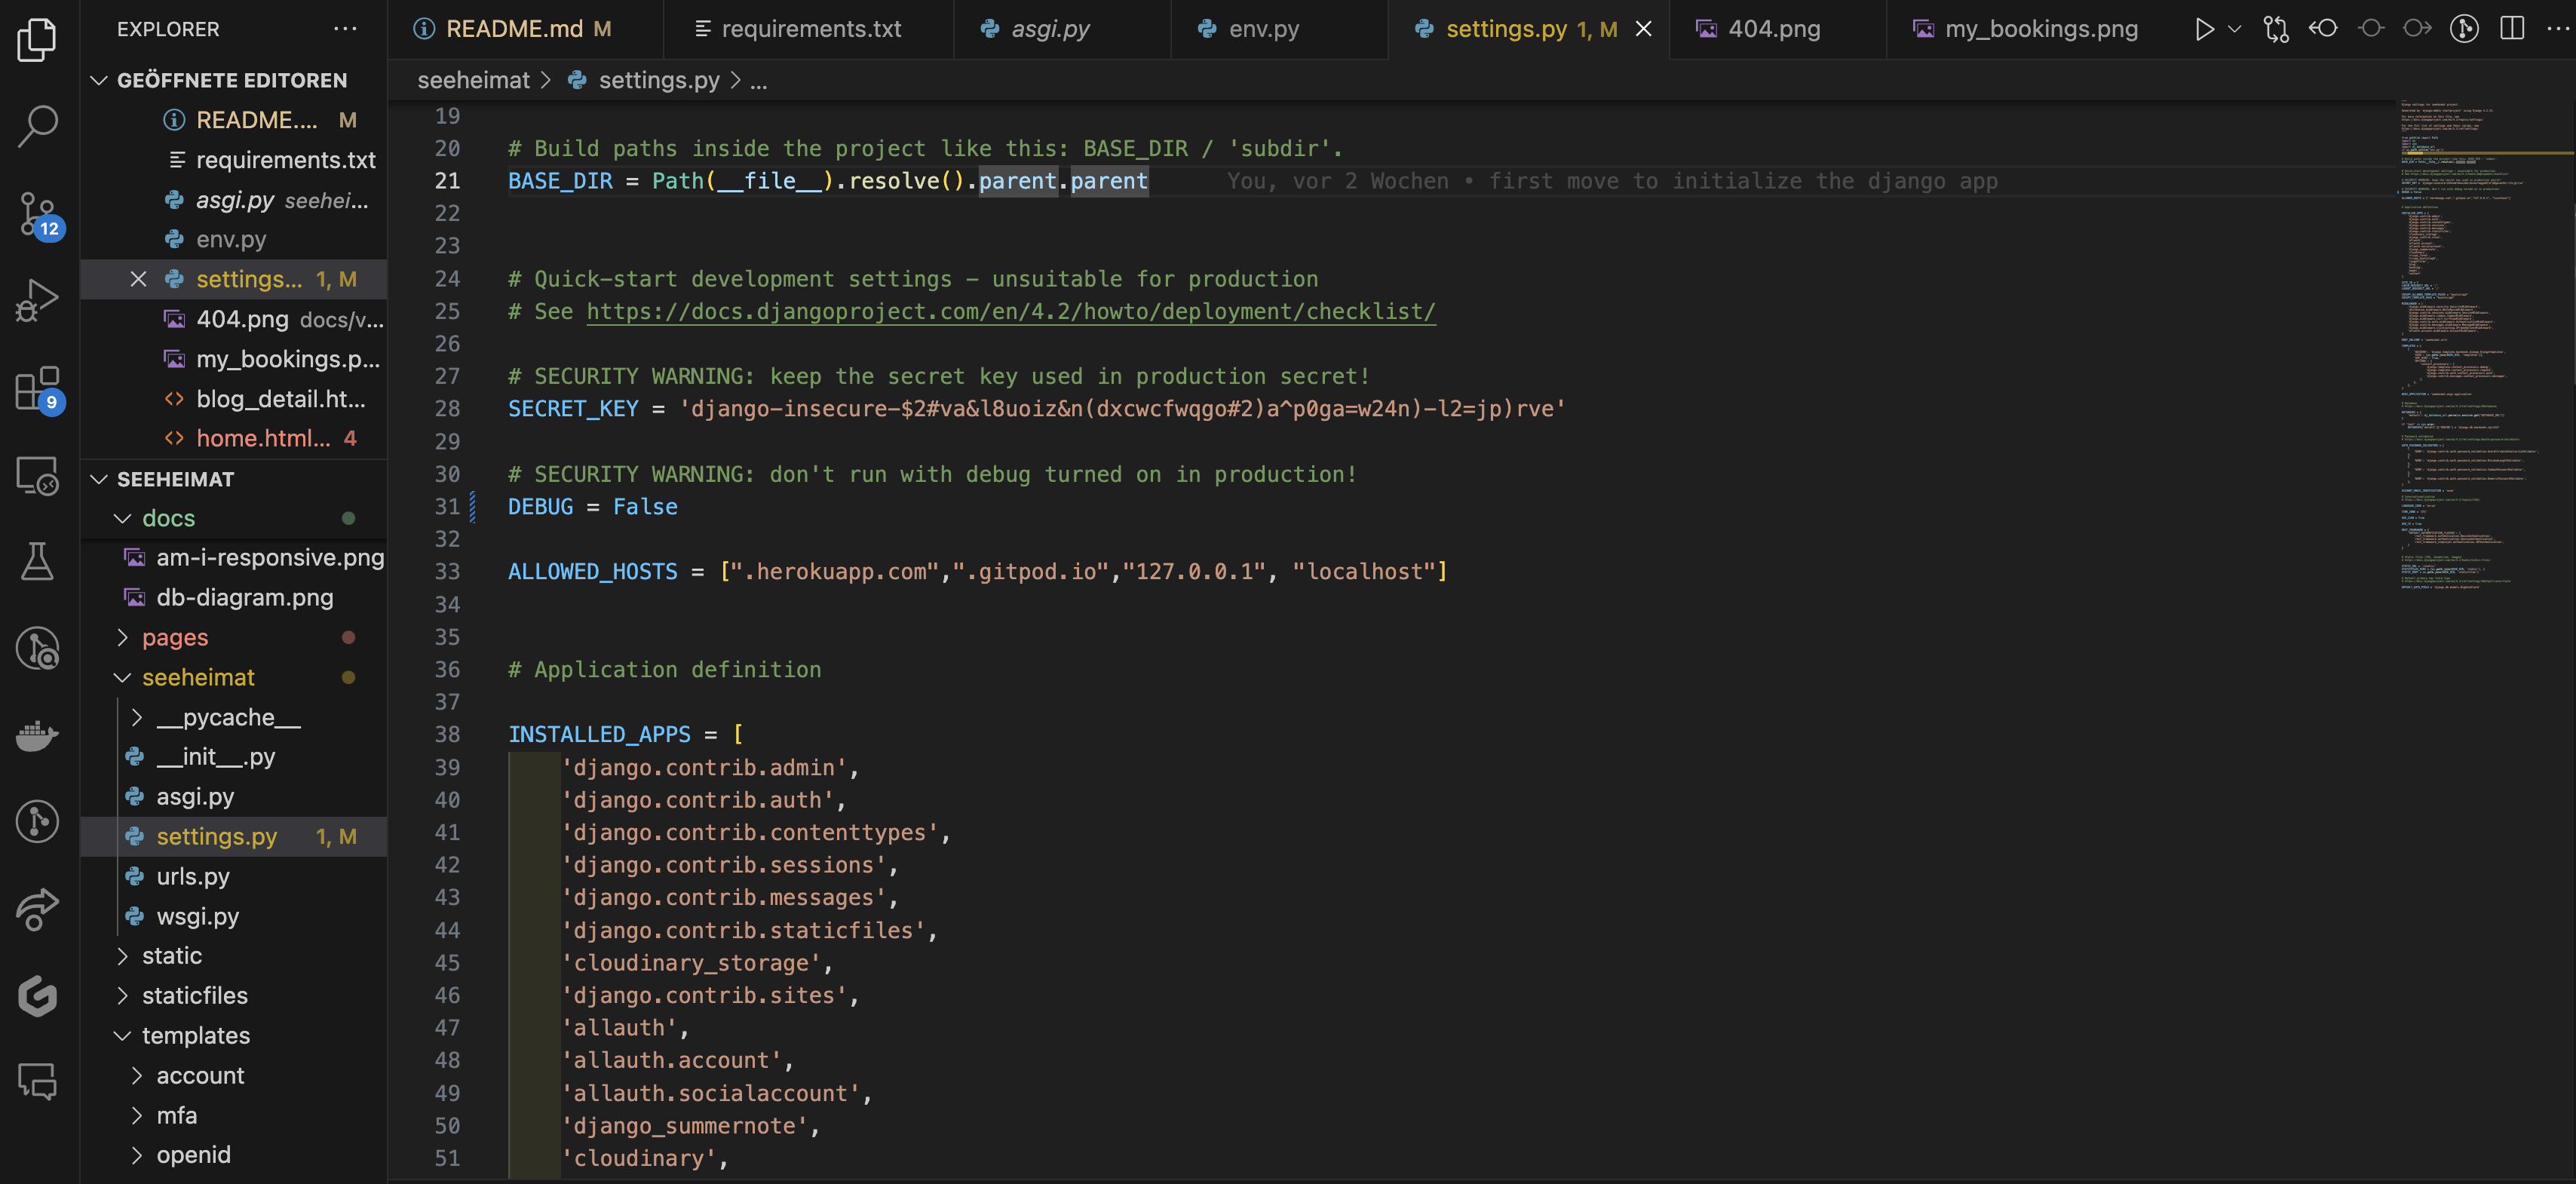 EXPLORER ...
GEÖFFNETE EDITOREN
README.... M
requirements.txt
asgi.py seehei...
env.py
settings... 1, M
404.png docs/v...
my_bookings.p...
blog_detail.ht...
home.html... 4
SEEHEIMAT
docs
am-i-responsive.png
db-diagram.png
pages
seeheimat
__pycache__
__init__.py
asgi.py
settings.py 1, M
urls.py
wsgi.py
static
staticfiles
templates
account
mfa
openid
12
9
README.md M
requirements.txt
asgi.py
env.py
settings.py 1, M
404.png
my_bookings.png
seeheimat > settings.py > ...
19
20 # Build paths inside the project like this: BASE_DIR / 'subdir'.
21 BASE_DIR = Path(__file__).resolve().parent.parent You, vor 2 Wochen • first move to initialize the django app
22
23
24 # Quick-start development settings - unsuitable for production
25 # See https://docs.djangoproject.com/en/4.2/howto/deployment/checklist/
26
27 # SECURITY WARNING: keep the secret key used in production secret!
28 SECRET_KEY = 'django-insecure-$2#va&l8uoiz&n(dxcwcfwqgo#2)a^p0ga=w24n)-l2=jp)rve'
29
30 # SECURITY WARNING: don't run with debug turned on in production!
31 DEBUG = False
32
33 ALLOWED_HOSTS = [".herokuapp.com",".gitpod.io","127.0.0.1", "localhost"]
34
35
36 # Application definition
37
38 INSTALLED_APPS = [
39 'django.contrib.admin',
40 'django.contrib.auth',
41 'django.contrib.contenttypes',
42 'django.contrib.sessions',
43 'django.contrib.messages',
44 'django.contrib.staticfiles',
45 'cloudinary_storage',
46 'django.contrib.sites',
47 'allauth',
48 'allauth.account',
49 'allauth.socialaccount',
50 'django_summernote',
51 'cloudinary',